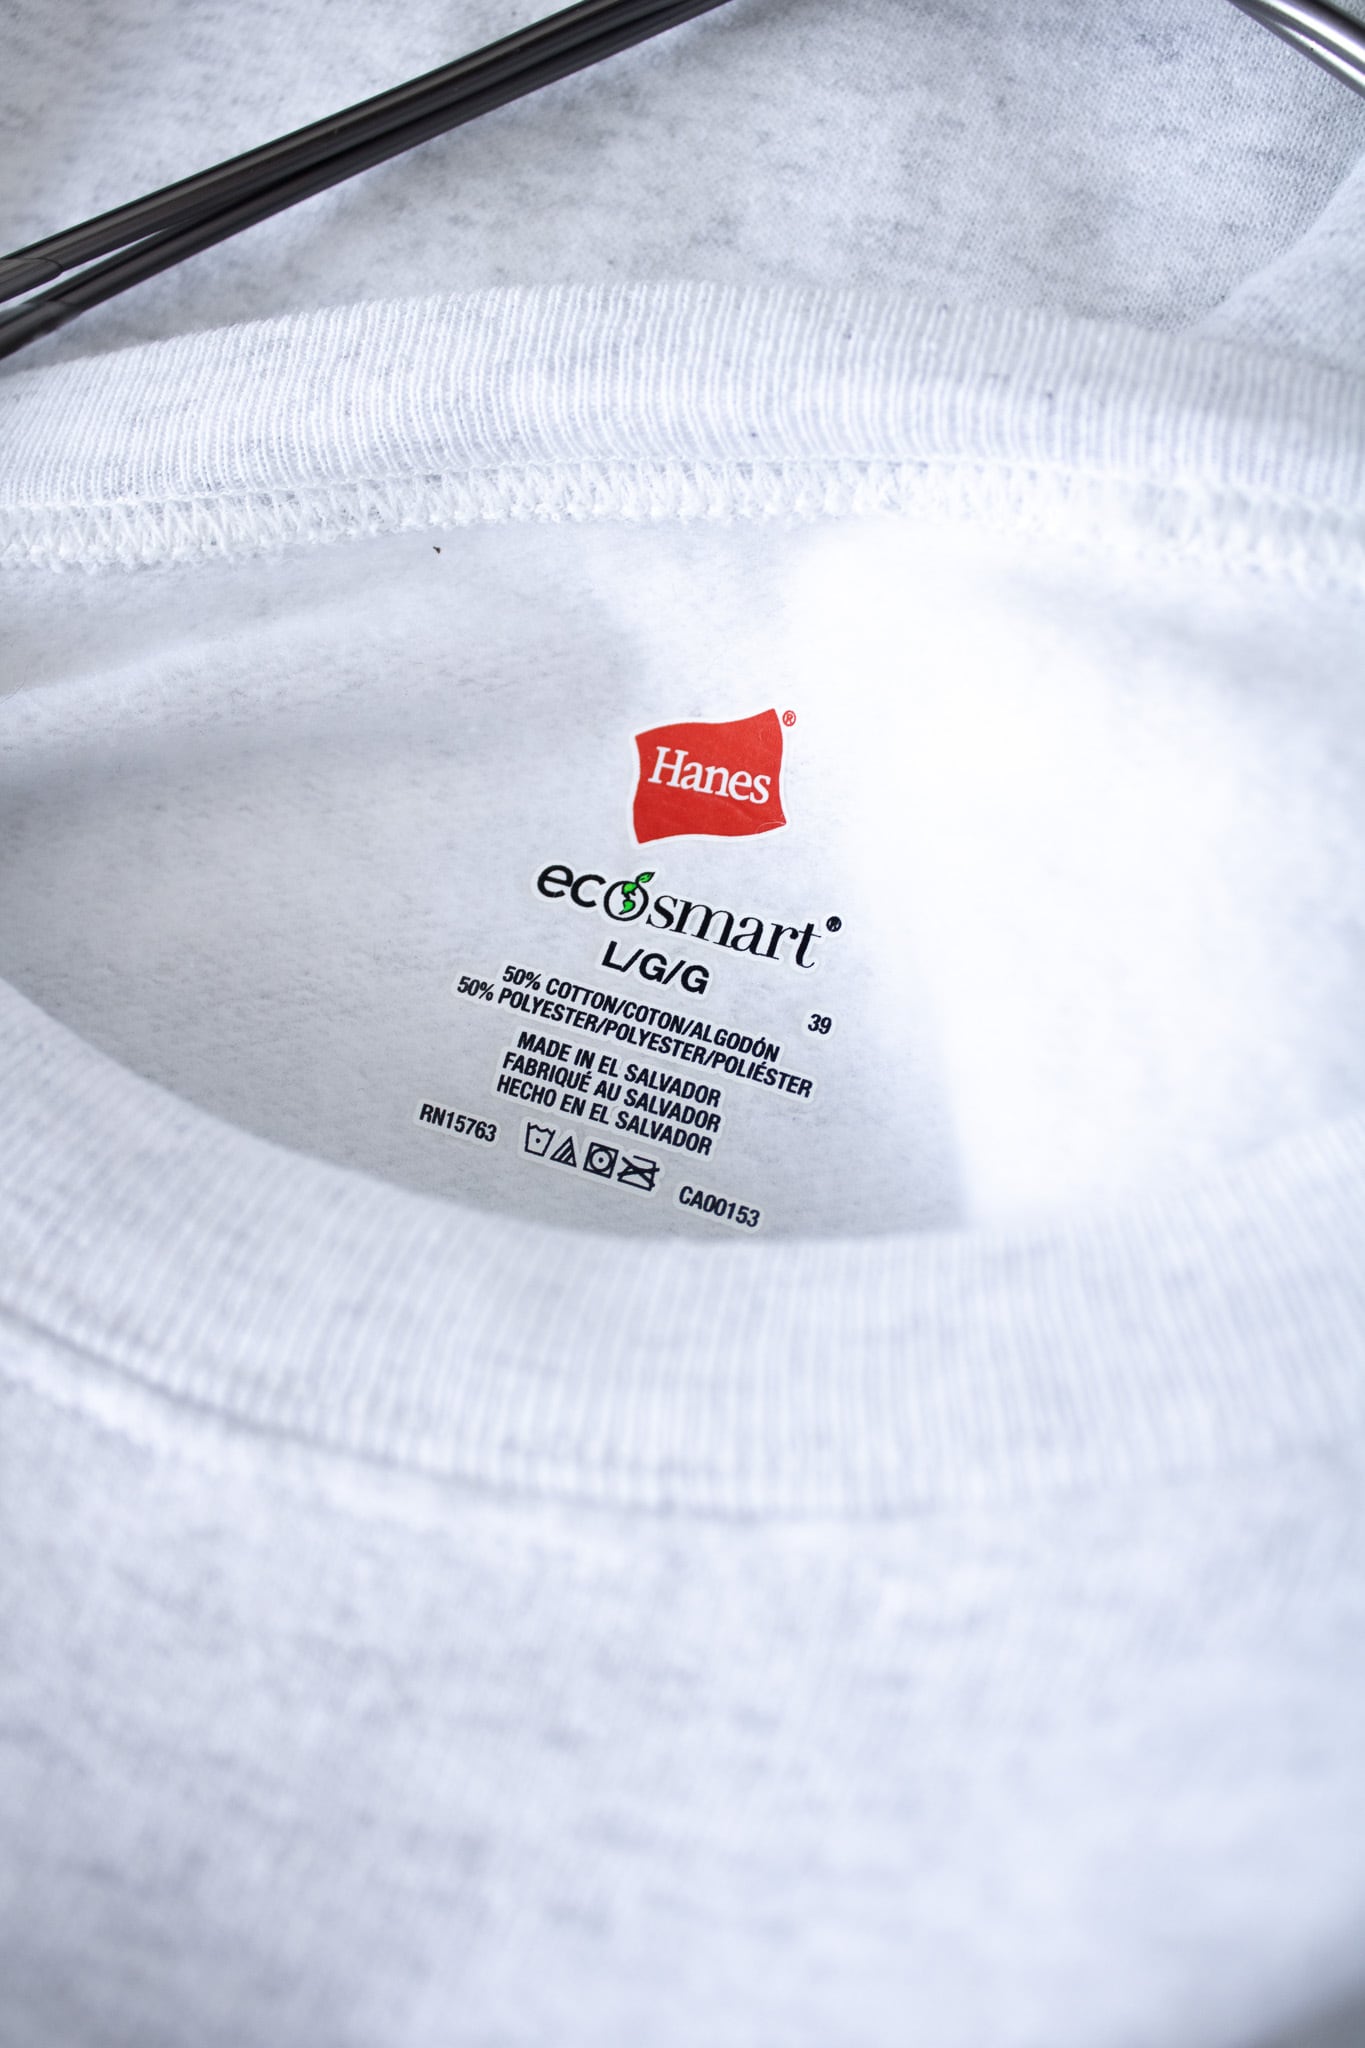 Hanes®
ecosmart®
L/G/G
39
50% COTTON/COTON/ALGODÓN
50% POLYESTER/POLYESTER/POLIÉSTER
MADE IN EL SALVADOR
FABRIQUÉ AU SALVADOR
HECHO EN EL SALVADOR
RN15763
CA00153